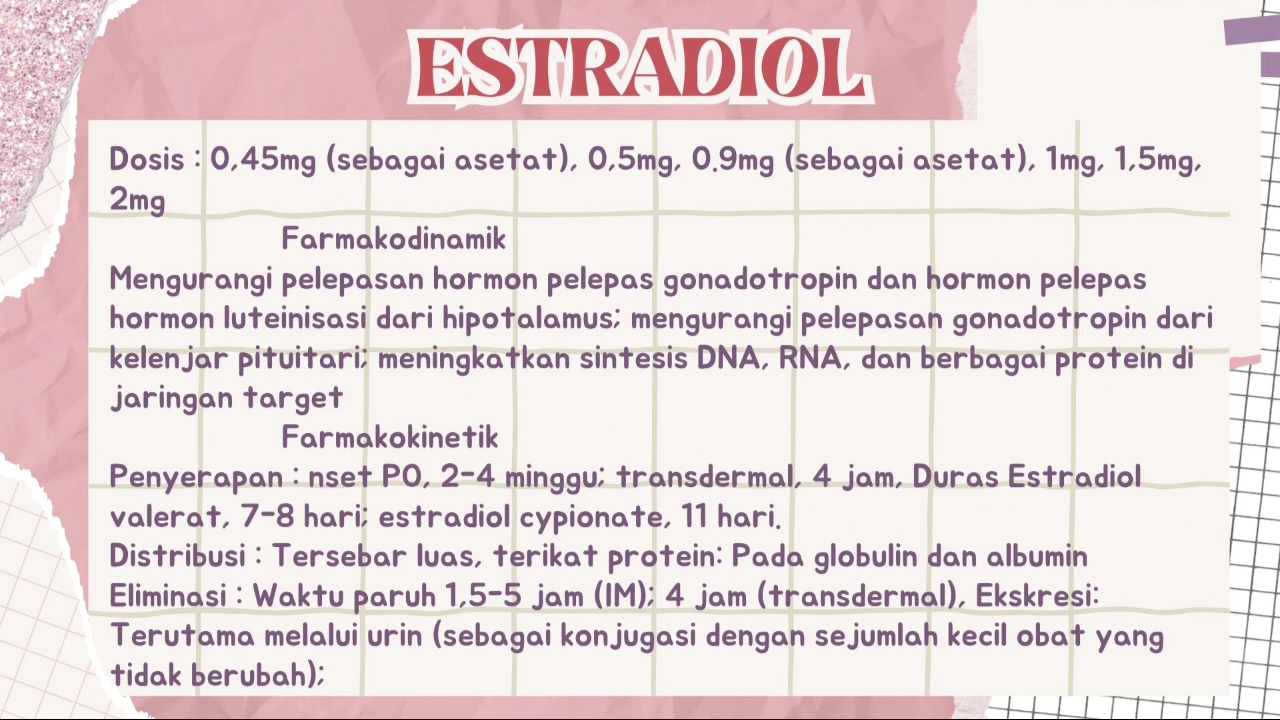 ESTRADIOL
Dosis : 0,45mg (sebagai asetat), 0,5mg, 0.9mg (sebagai asetat), 1mg, 1,5mg,
2mg
Farmakodinamik
Mengurangi pelepasan hormon pelepas gonadotropin dan hormon pelepas
hormon luteinisasi dari hipotalamus; mengurangi pelepasan gonadotropin dari
kelenjar pituitari; meningkatkan sintesis DNA, RNA, dan berbagai protein di
jaringan target
Farmakokinetik
Penyerapan : nset PO, 2-4 minggu; transdermal, 4 jam, Duras Estradiol
valerat, 7-8 hari; estradiol cypionate, 11 hari.
Distribusi : Tersebar luas, terikat protein: Pada globulin dan albumin
Eliminasi : Waktu paruh 1,5-5 jam (IM); 4 jam (transdermal), Ekskresi:
Terutama melalui urin (sebagai konjugasi dengan sejumlah kecil obat yang
tidak berubah);